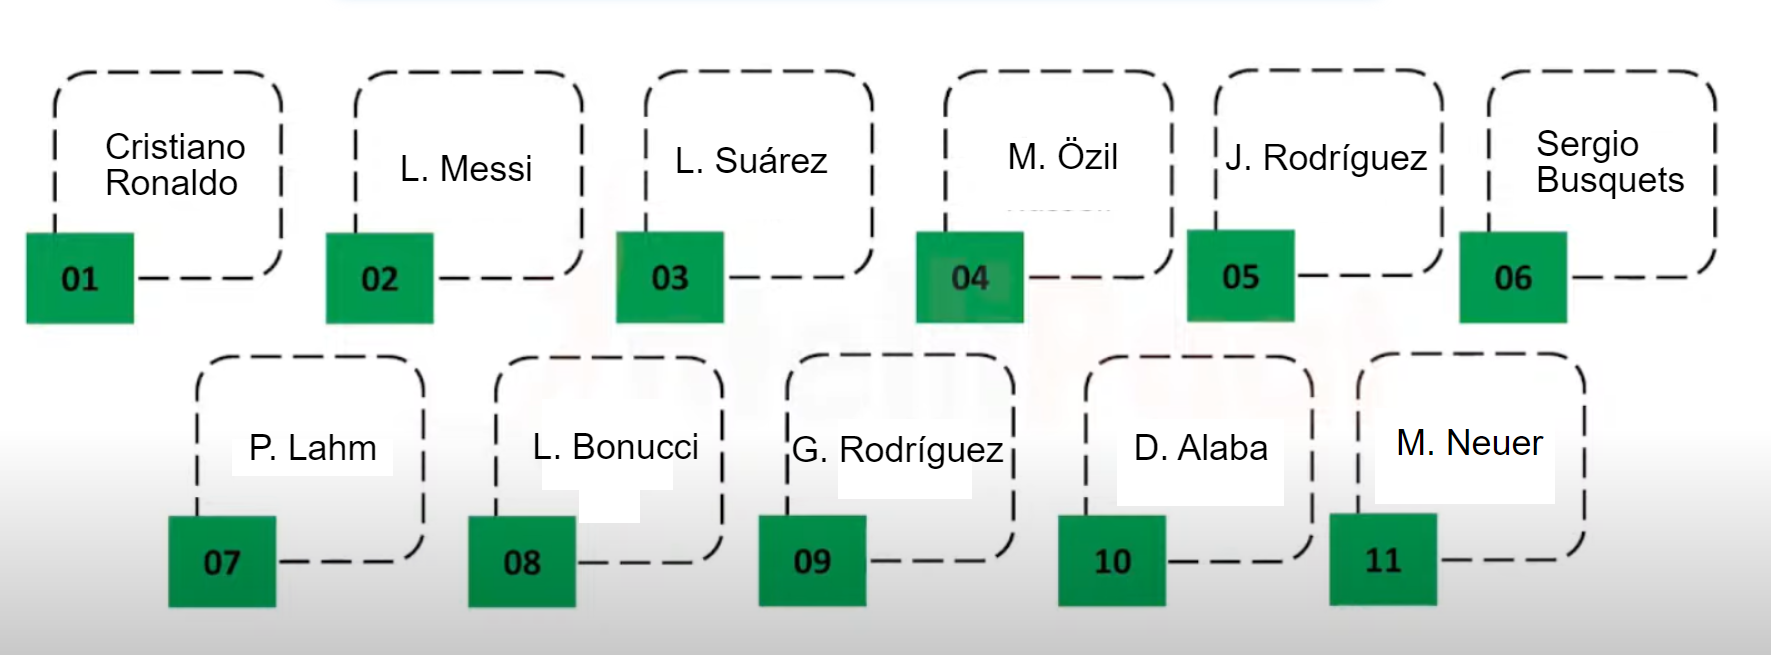 Cristiano
Ronaldo
01
L. Messi
02
L. Suárez
03
M. Özil
04
J. Rodríguez
05
Sergio
Busquets
06
P. Lahm
07
L. Bonucci
08
G. Rodríguez
09
D. Alaba
10
M. Neuer
11